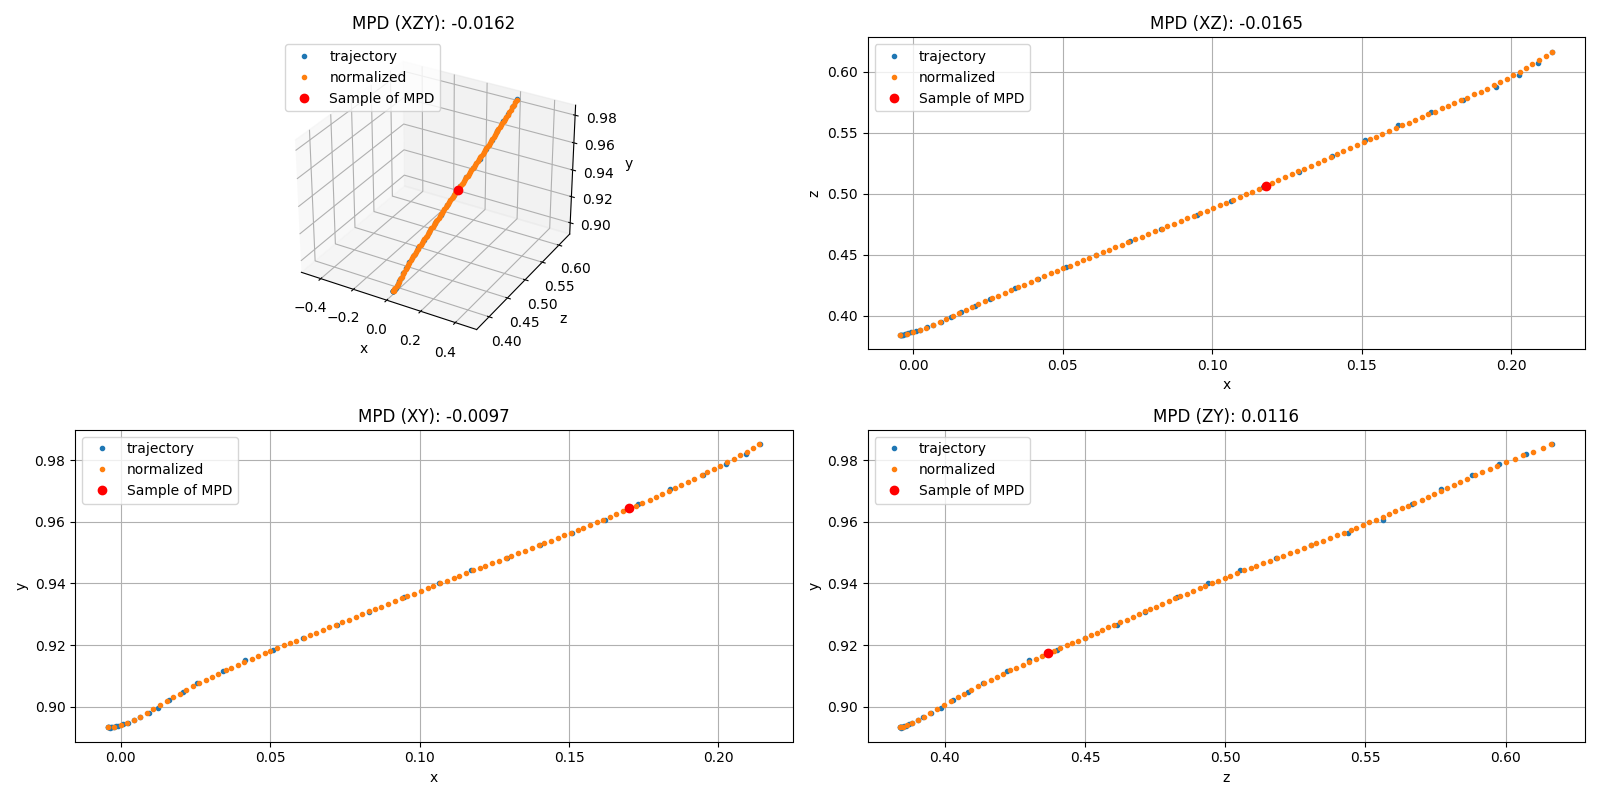 MPD (XZY): -0.0162
trajectory
normalized
Sample of MPD
0.98
0.96
0.94
0.92
0.90
y
0.60
0.55
0.50
0.45
0.40
z
−0.4
−0.2
0.0
0.2
0.4
x
MPD (XZ): -0.0165
trajectory
normalized
Sample of MPD
0.60
0.55
0.50
0.45
0.40
z
0.00 0.05 0.10 0.15 0.20
x
MPD (XY): -0.0097
trajectory
normalized
Sample of MPD
0.98
0.96
0.94
0.92
0.90
y
0.00 0.05 0.10 0.15 0.20
x
MPD (ZY): 0.0116
trajectory
normalized
Sample of MPD
0.98
0.96
0.94
0.92
0.90
y
0.40 0.45 0.50 0.55 0.60
z